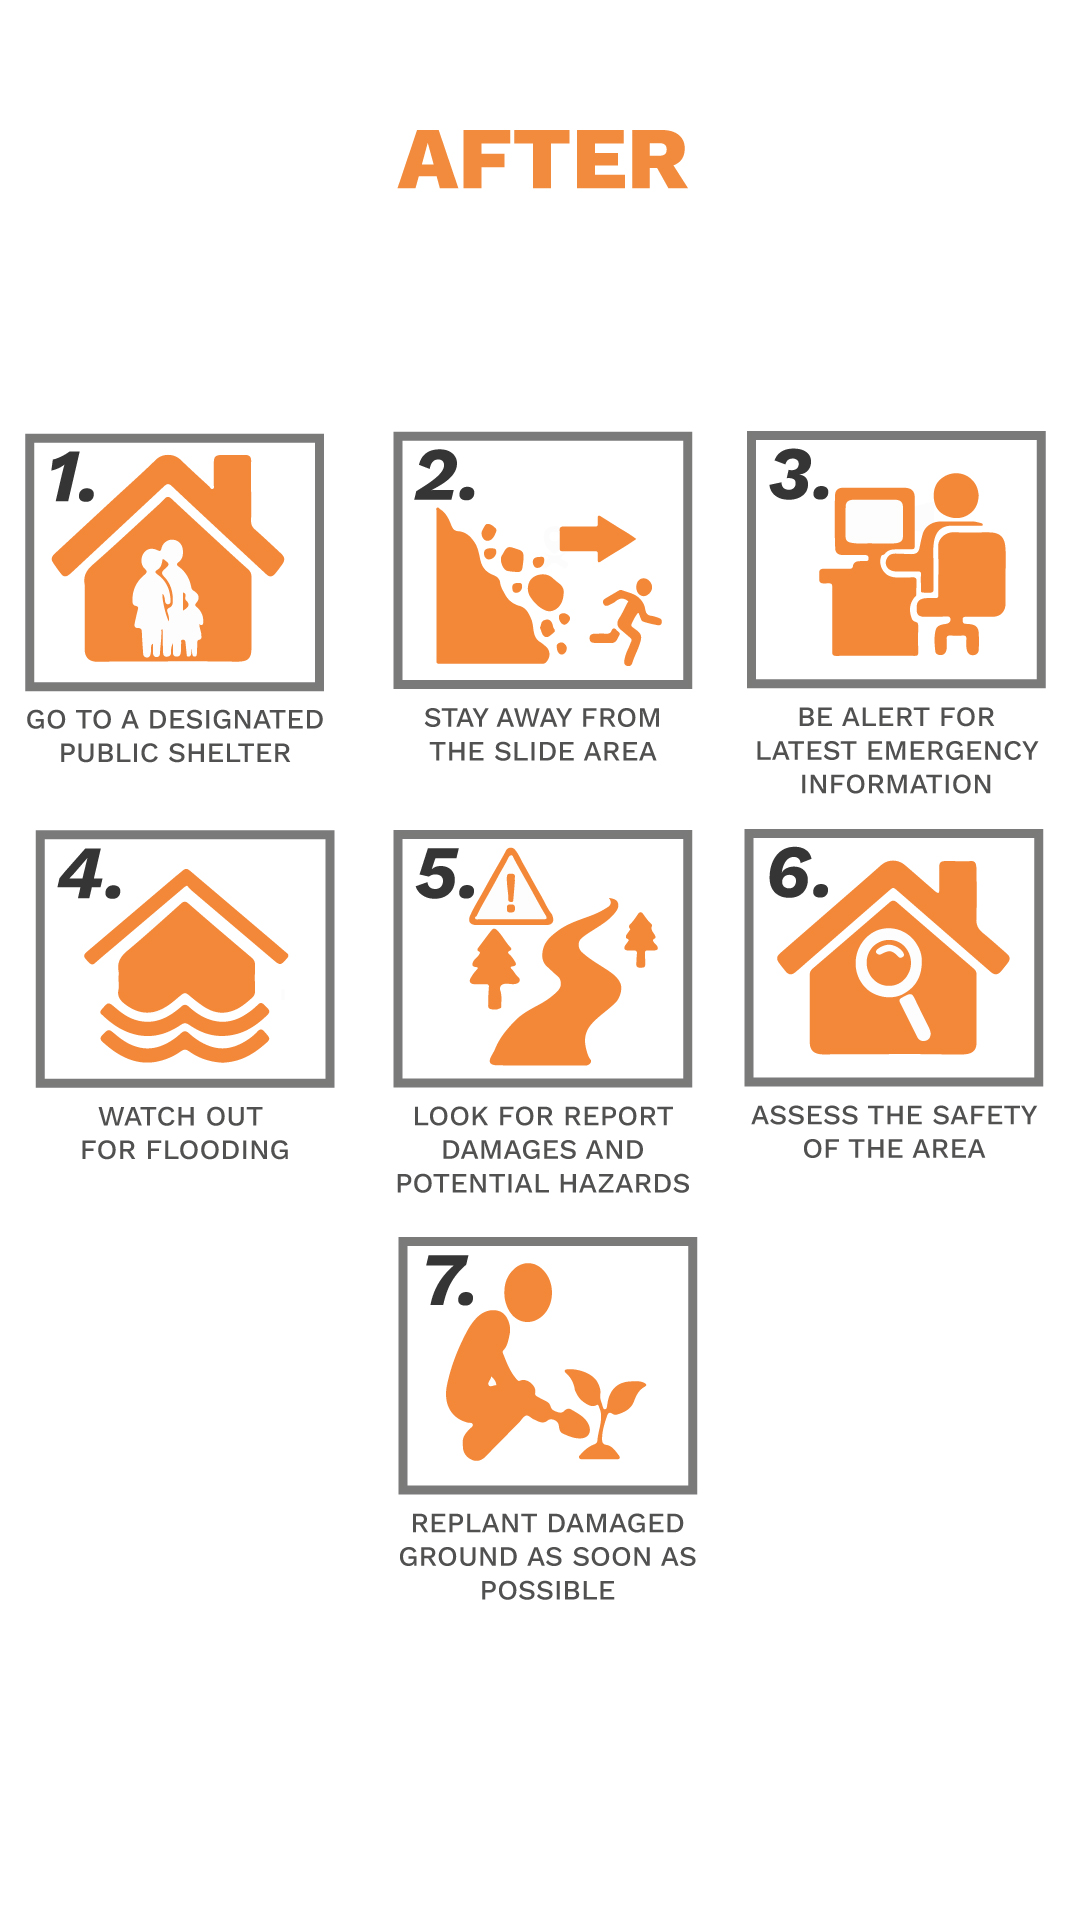 AFTER
1.
GO TO A DESIGNATED
PUBLIC SHELTER
2.
STAY AWAY FROM
THE SLIDE AREA
3.
BE ALERT FOR
LATEST EMERGENCY
INFORMATION
4.
WATCH OUT
FOR FLOODING
5.
LOOK FOR REPORT
DAMAGES AND
POTENTIAL HAZARDS
6.
ASSESS THE SAFETY
OF THE AREA
7.
REPLANT DAMAGED
GROUND AS SOON AS
POSSIBLE